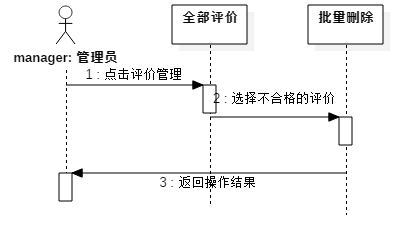 全部评价
批量删除
manager: 管理员
1 : 点击评价管理
2 : 选择不合格的评价
3 : 返回操作结果